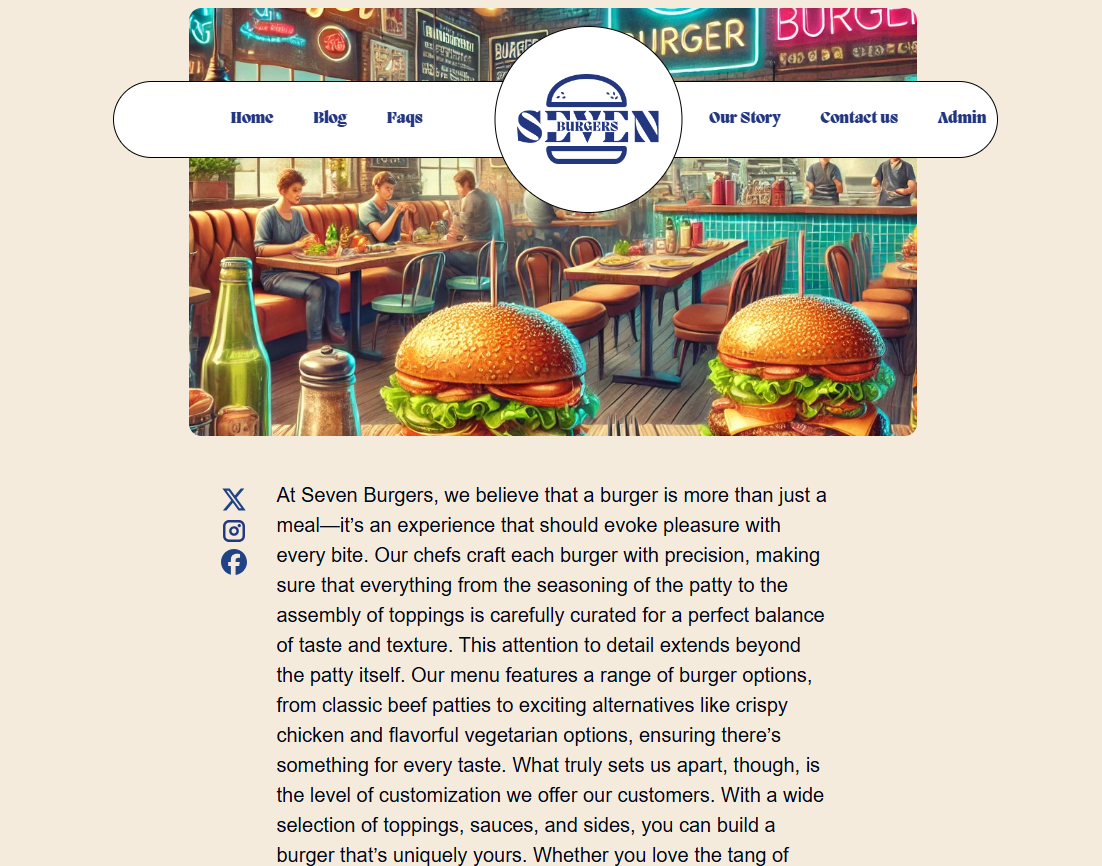 BURGER
BURGER
Home
Blog
Faqs
SEVEN
BURGERS
Our Story
Contact us
Admin
At Seven Burgers, we believe that a burger is more than just a
meal—it’s an experience that should evoke pleasure with
every bite. Our chefs craft each burger with precision, making
sure that everything from the seasoning of the patty to the
assembly of toppings is carefully curated for a perfect balance
of taste and texture. This attention to detail extends beyond
the patty itself. Our menu features a range of burger options,
from classic beef patties to exciting alternatives like crispy
chicken and flavorful vegetarian options, ensuring there’s
something for every taste. What truly sets us apart, though, is
the level of customization we offer our customers. With a wide
selection of toppings, sauces, and sides, you can build a
burger that’s uniquely yours. Whether you love the tang of